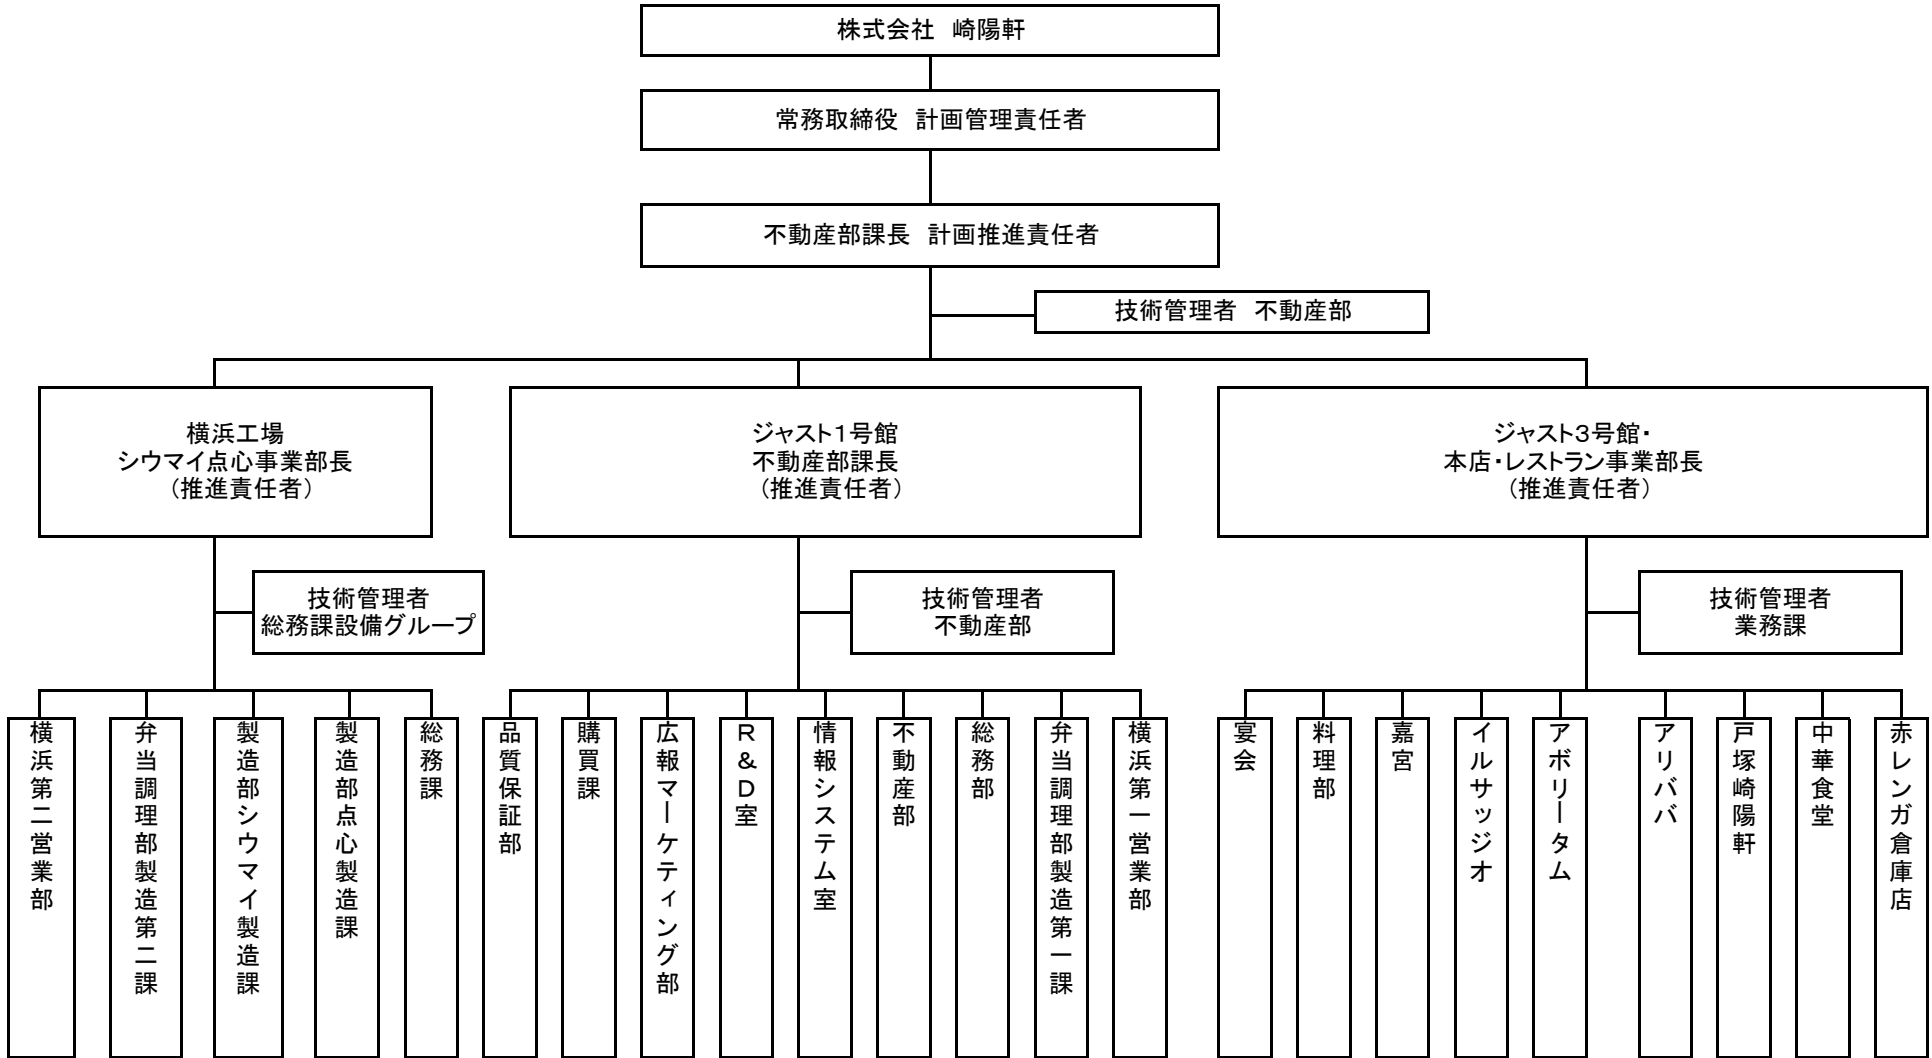 株式会社 崎陽軒
常務取締役 計画管理責任者
不動産部課長 計画推進責任者
技術管理者 不動産部
横浜工場
シウマイ点心事業部長
（推進責任者）
ジャスト１号館
不動産部課長
（推進責任者）
ジャスト３号館・
本店・レストラン事業部長
（推進責任者）
技術管理者
総務課設備グループ
技術管理者
不動産部
技術管理者
業務課
横浜第二営業部
弁当調理部製造第二課
製造部シウマイ製造課
製造部点心製造課
総務課
品質保証部
購買課
広報マーケティング部
Ｒ＆Ｄ室
情報システム室
不動産部
総務部
弁当調理部製造第一課
横浜第一営業部
宴会
料理部
嘉宮
イルサッジオ
アボリータム
アリババ
戸塚崎陽軒
中華食堂
赤レンガ倉庫店